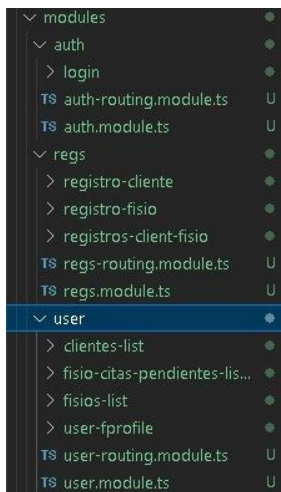 modules
auth
login
TS auth-routing.module.ts U
TS auth.module.ts U
regs
registro-cliente
registro-fisio
registros-client-fisio
TS regs-routing.module.ts U
TS regs.module.ts U
user
clientes-list
fisio-citas-pendientes-lis...
fisios-list
user-fprofile
TS user-routing.module.ts U
TS user.module.ts U